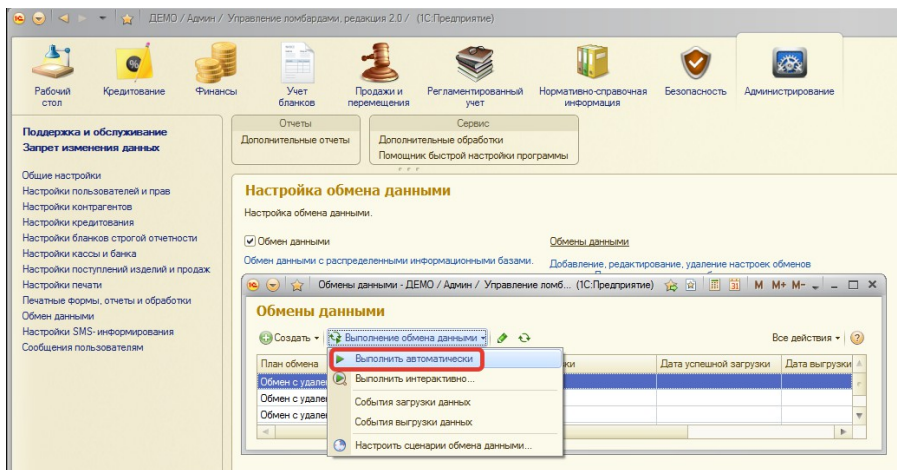 ДЕМО / Админ / Управление ломбардами, редакция 2.0 / (1С:Предприятие)
Рабочий стол
Кредитование
Финансы
Учет бланков
Продажи и перемещения
Регламентированный учет
Нормативно-справочная информация
Безопасность
Администрирование
Поддержка и обслуживание
Запрет изменения данных
Общие настройки
Настройки пользователей и прав
Настройки контрагентов
Настройки кредитования
Настройки бланков строгой отчетности
Настройки кассы и банка
Настройки поступлений изделий и продаж
Настройки печати
Печатные формы, отчеты и обработки
Обмен данными
Настройки SMS-информирования
Сообщения пользователям
Отчеты
Дополнительные отчеты
Сервис
Дополнительные обработки
Помощник быстрой настройки программы
Настройка обмена данными
Настройка обмена данными.
Обмен данными
Обмены данными
Обмен данными с распределенными информационными базами.
Добавление, редактирование, удаление настроек обменов
Обмены данными - ДЕМО / Админ / Управление ломб... (1С:Предприятие)
M M+ M-
Обмены данными
Создать
Выполнение обмена данными
Все действия
План обмена
Дата успешной загрузки
Дата выгрузки
Выполнить автоматически
Выполнить интерактивно...
События загрузки данных
События выгрузки данных
Настроить сценарии обмена данными...
Обмен с удале
Обмен с удале
Обмен с удале